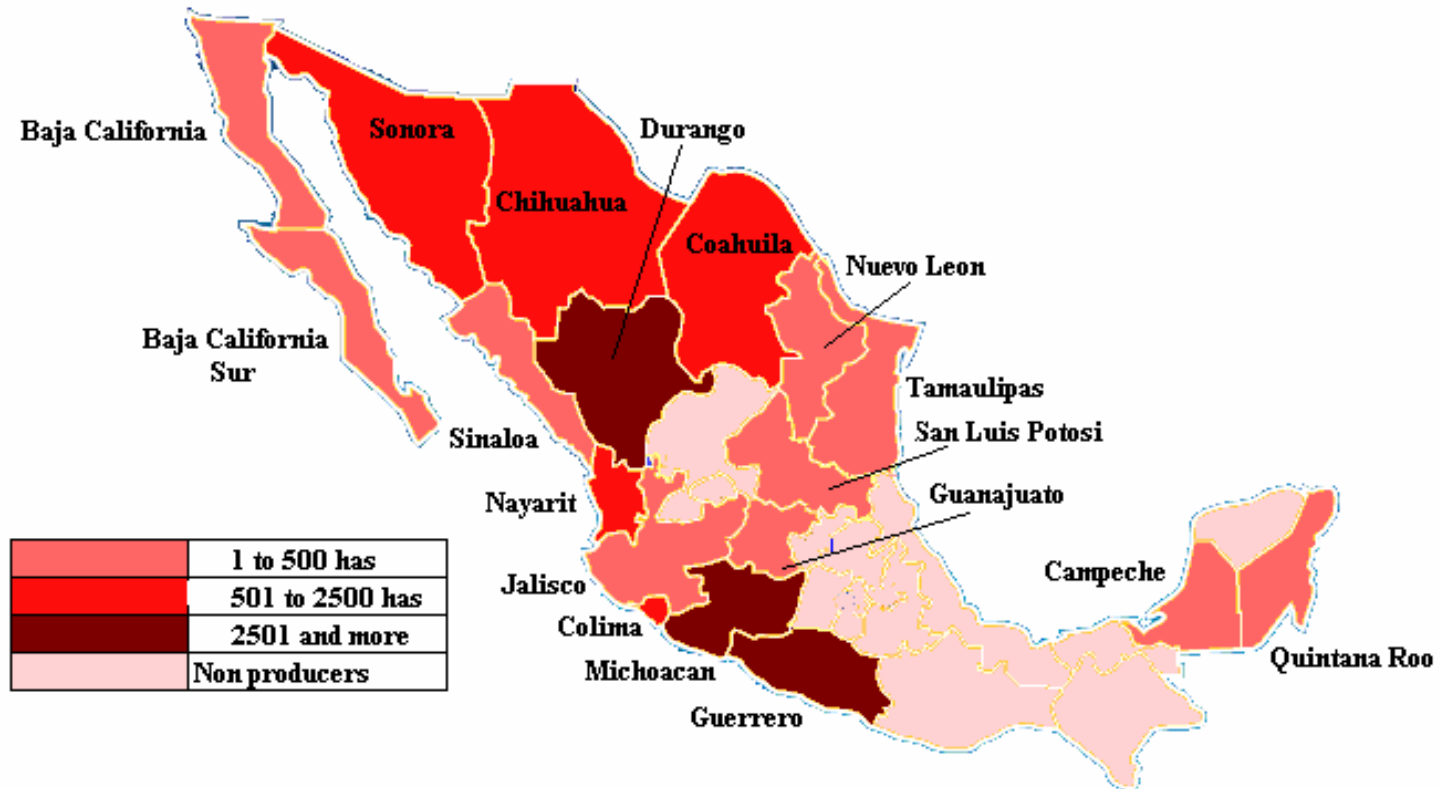 Baja California
Sonora
Durango
Chihuahua
Coahuila
Nuevo Leon
Baja California
Sur
Tamaulipas
Sinaloa
San Luis Potosi
Nayarit
Guanajuato
1 to 500 has
501 to 2500 has
2501 and more
Non producers
Jalisco
Campeche
Colima
Michoacan
Quintana Roo
Guerrero